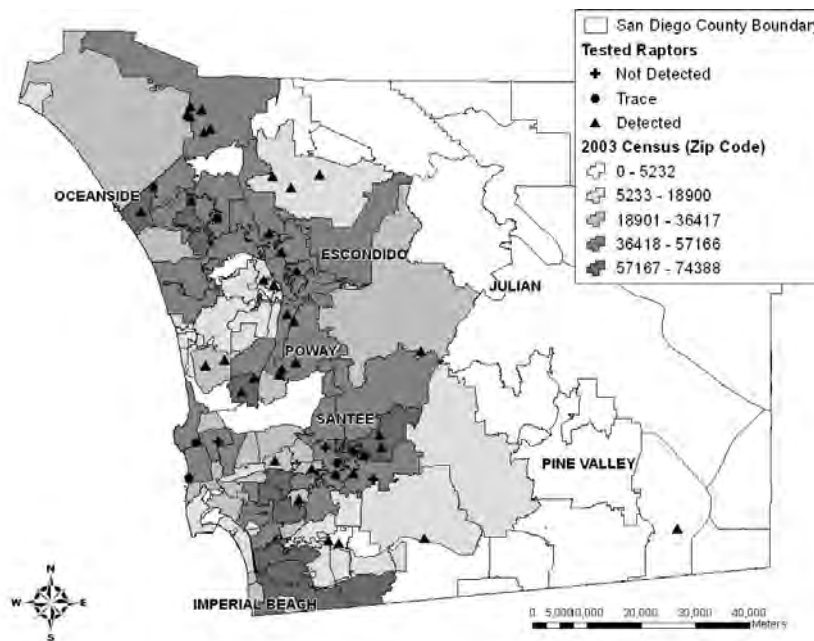 San Diego County Boundary
Tested Raptors
Not Detected
Trace
Detected
2003 Census (Zip Code)
0 - 5232
5233 - 18900
18901 - 36417
36418 - 57166
57167 - 74388
OCEANSIDE
ESCONDIDO
JULIAN
POWAY
SANTEE
PINE VALLEY
IMPERIAL BEACH
N
W E
S
0 5,000 10,000 20,000 30,000 40,000
Meters